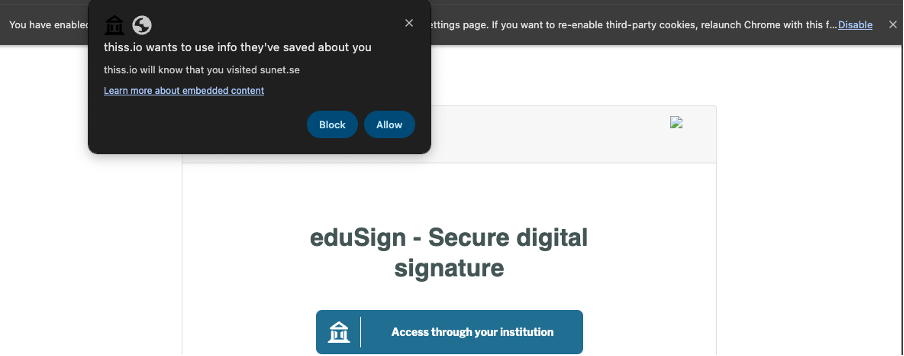 You have enabled
ettings page. If you want to re-enable third-party cookies, relaunch Chrome with this f... Disable
thiss.io wants to use info they've saved about you
thiss.io will know that you visited sunet.se
Learn more about embedded content
Block Allow
eduSign - Secure digital
signature
Access through your institution